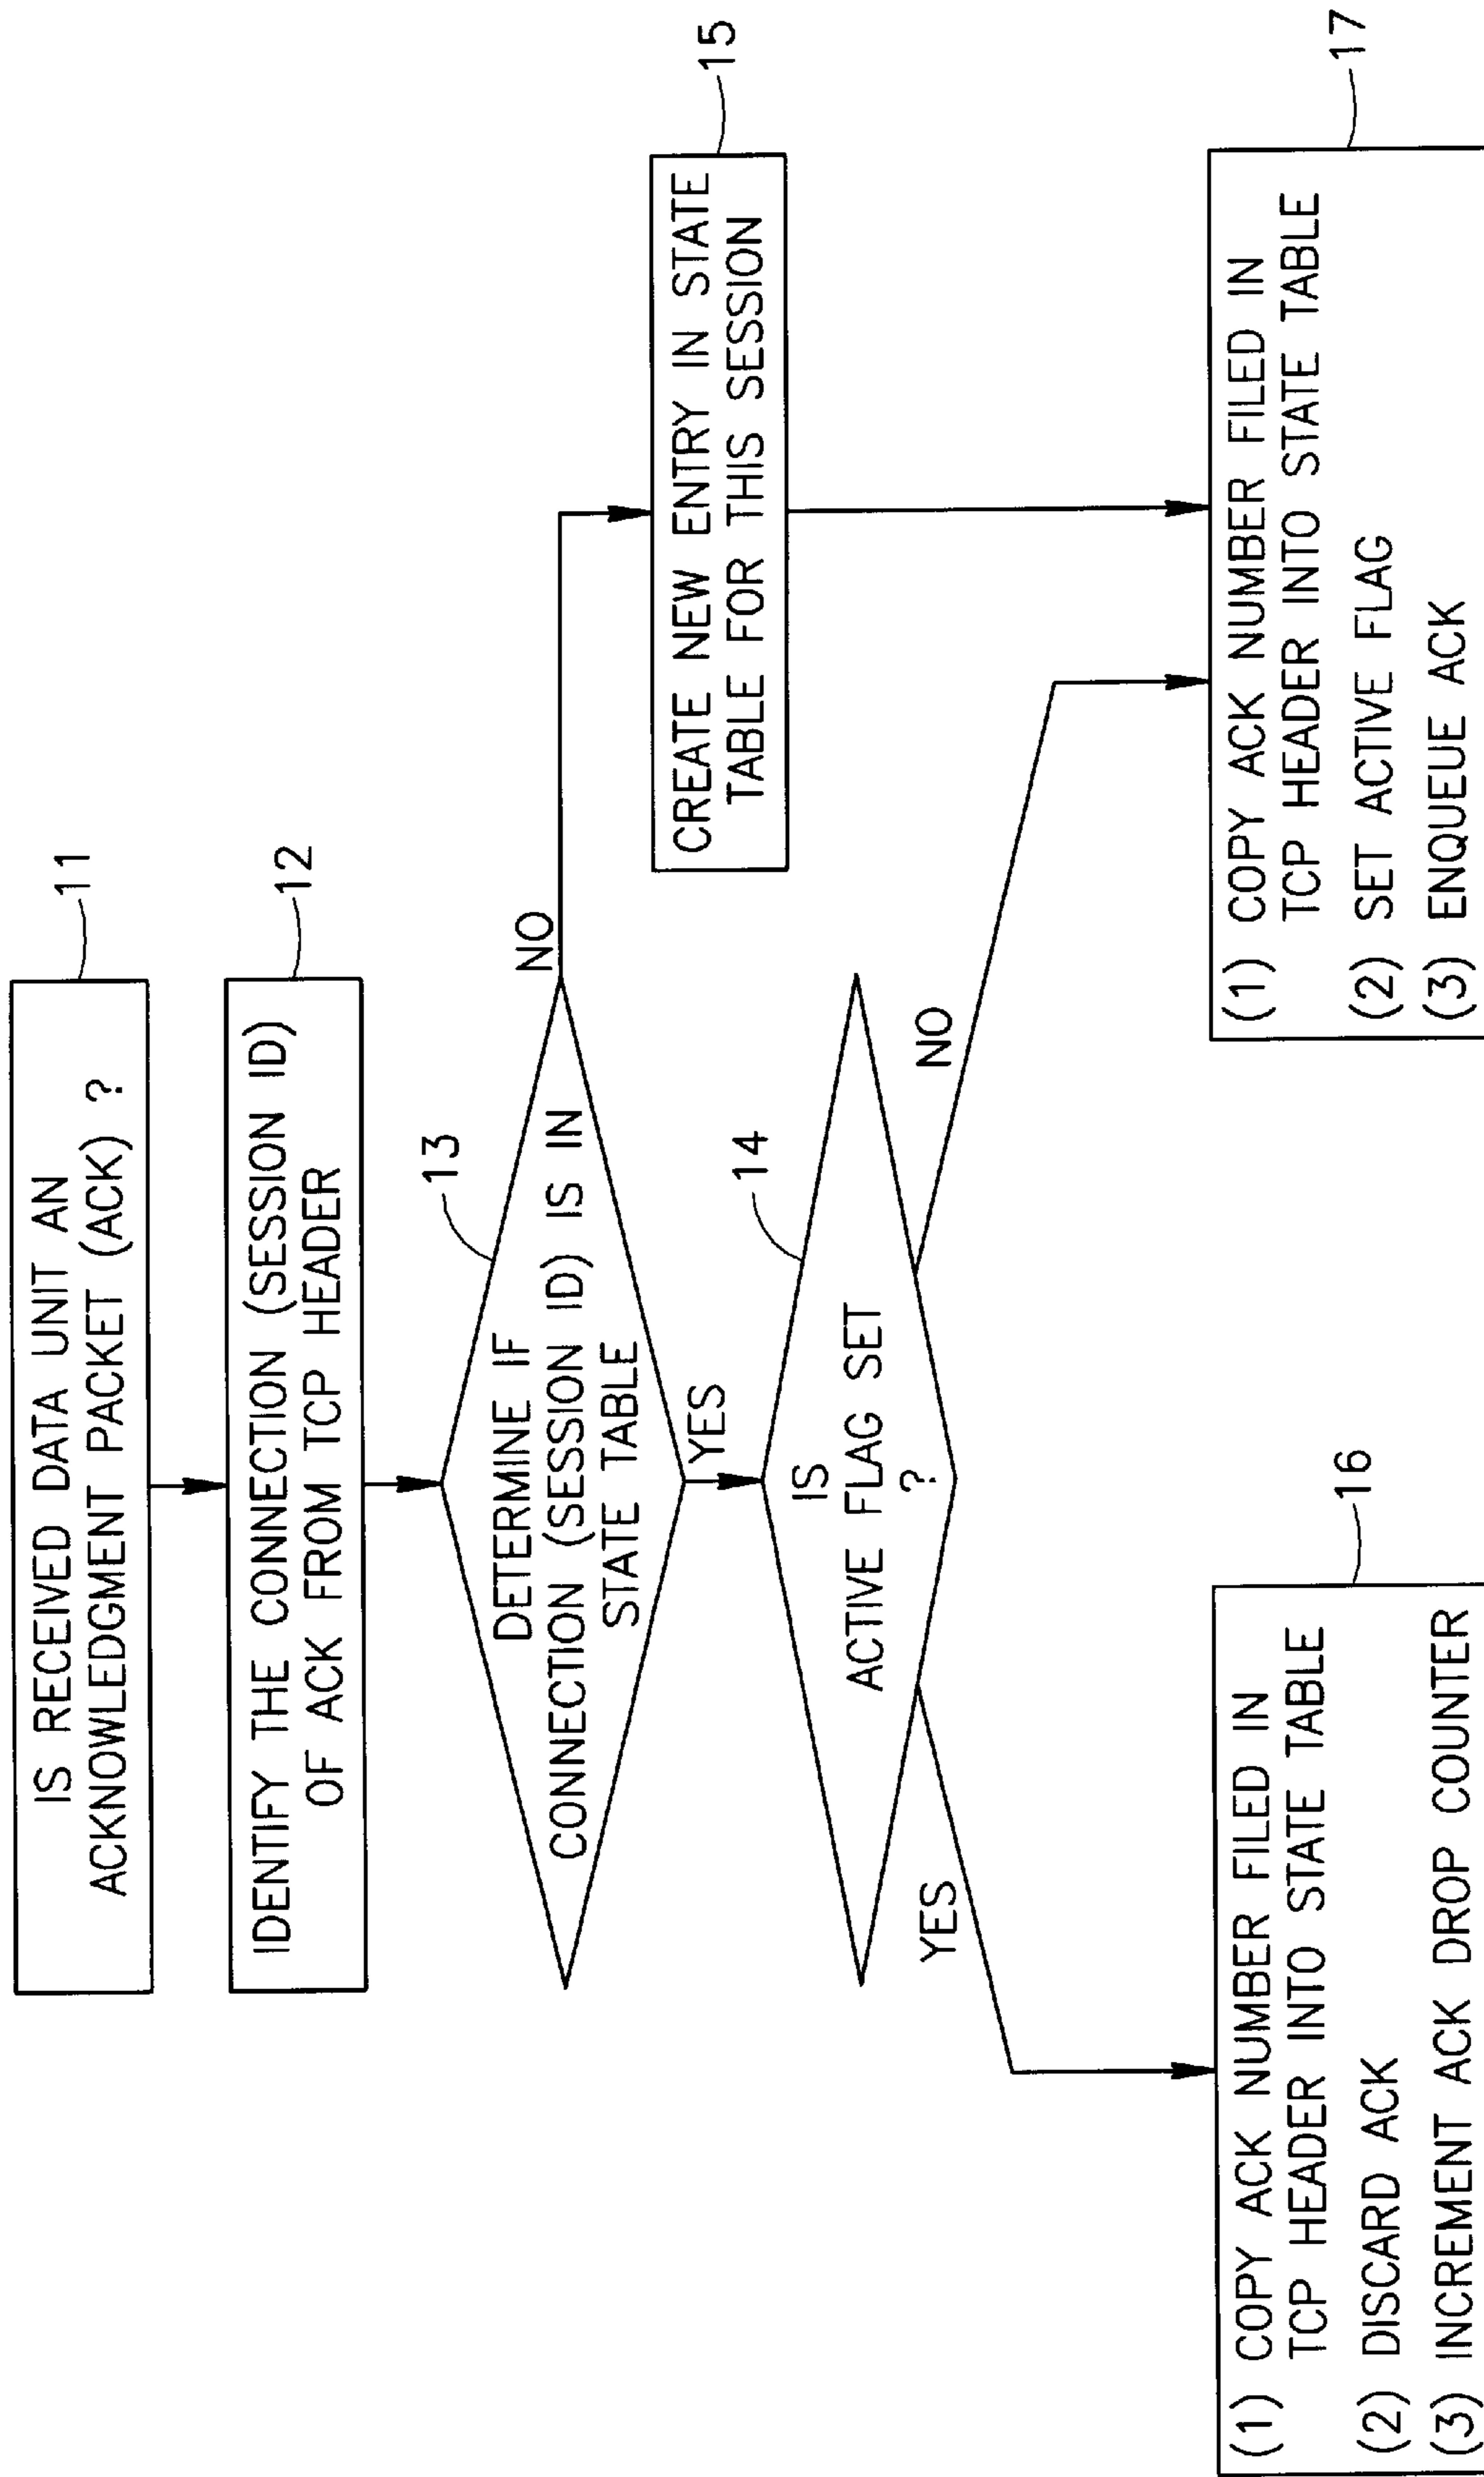 IS RECEIVED DATA UNIT AN
ACKNOWLEDGMENT PACKET (ACK) ?
11
IDENTIFY THE CONNECTION (SESSION ID)
OF ACK FROM TCP HEADER
12
DETERMINE IF
CONNECTION (SESSION ID) IS IN
STATE TABLE
13
NO
YES
CREATE NEW ENTRY IN STATE
TABLE FOR THIS SESSION
15
IS
ACTIVE FLAG SET
?
14
YES
NO
(1) COPY ACK NUMBER FILED IN
TCP HEADER INTO STATE TABLE
(2) DISCARD ACK
(3) INCREMENT ACK DROP COUNTER
16
(1) COPY ACK NUMBER FILED IN
TCP HEADER INTO STATE TABLE
(2) SET ACTIVE FLAG
(3) ENQUEUE ACK
17